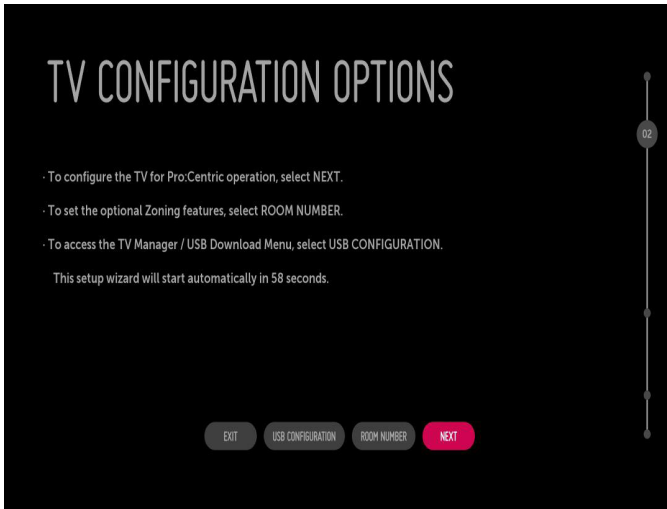 TV CONFIGURATION OPTIONS
02
· To configure the TV for Pro:Centric operation, select NEXT.
· To set the optional Zoning features, select ROOM NUMBER.
· To access the TV Manager / USB Download Menu, select USB CONFIGURATION.
This setup wizard will start automatically in 58 seconds.
EXIT USB CONFIGURATION ROOM NUMBER NEXT